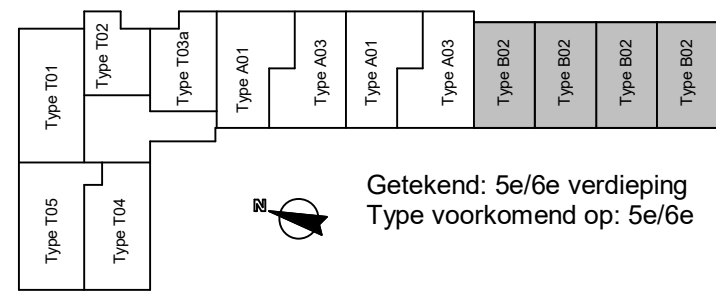 Type T01
Type T02
Type T03a
Type A01
Type A03
Type A01
Type A03
Type B02
Type B02
Type B02
Type B02
Type T05
Type T04
N
Getekend: 5e/6e verdieping
Type voorkomend op: 5e/6e